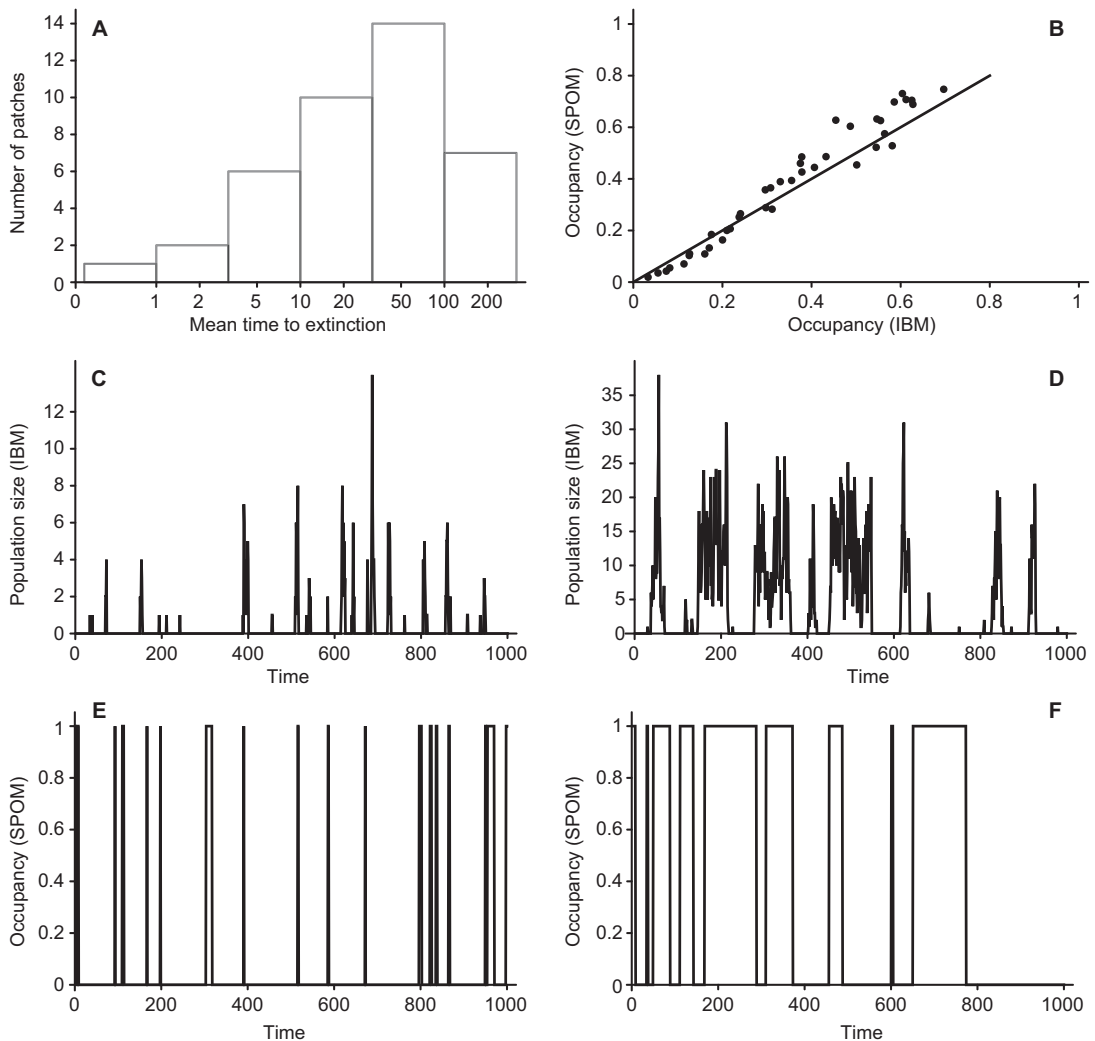 A
Number of patches
14
12
10
8
6
4
2
0
0 1 2 5 10 20 50 100 200
Mean time to extinction
B
Occupancy (SPOM)
1
0.8
0.6
0.4
0.2
0
0 0.2 0.4 0.6 0.8 1
Occupancy (IBM)
C
Population size (IBM)
12
10
8
6
4
2
0
0 200 400 600 800 1000
Time
D
Population size (IBM)
35
30
25
20
15
10
5
0
0 200 400 600 800 1000
Time
E
Occupancy (SPOM)
1
0.8
0.6
0.4
0.2
0
0 200 400 600 800 1000
Time
F
Occupancy (SPOM)
1
0.8
0.6
0.4
0.2
0
0 200 400 600 800 1000
Time